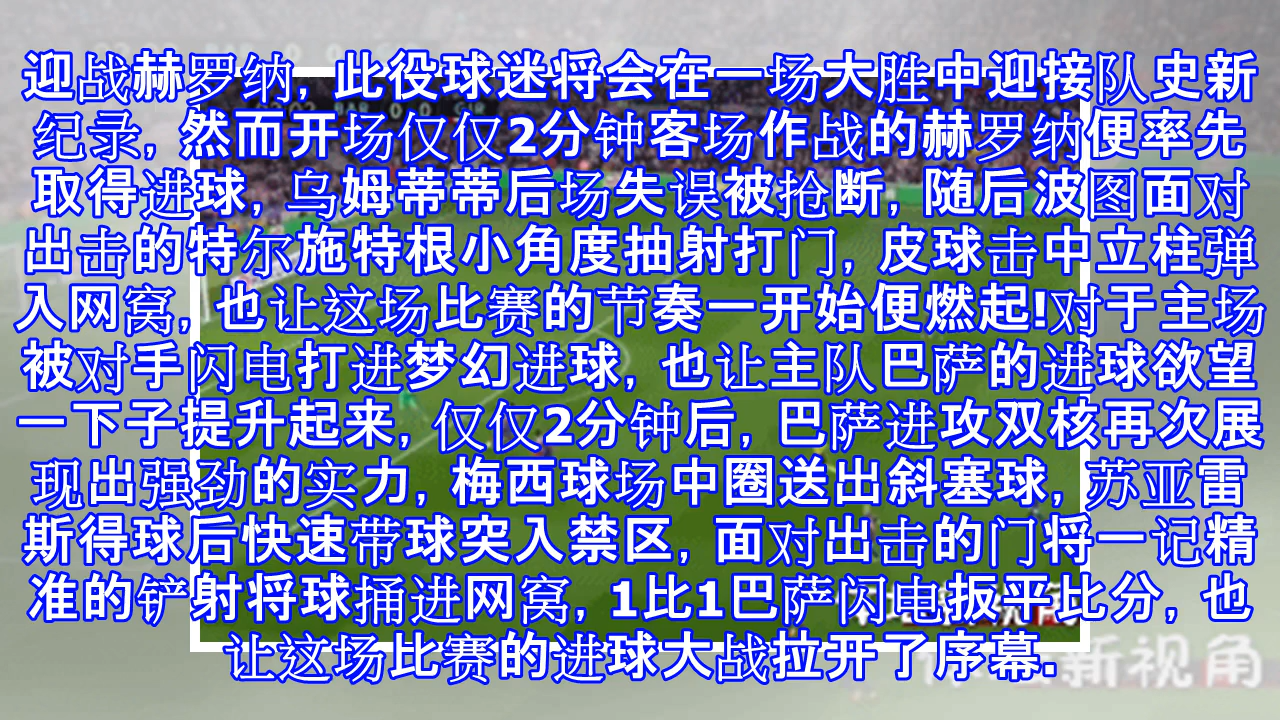 迎战赫罗纳, 此役球迷将会在一场大胜中迎接队史新
纪录, 然而开场仅仅2分钟客场作战的赫罗纳便率先
取得进球, 乌姆蒂蒂后场失误被抢断, 随后波图面对
出击的特尔施特根小角度抽射打门, 皮球击中立柱弹
入网窝, 也让这场比赛的节奏一开始便燃起!对于主场
被对手闪电打进梦幻进球, 也让主队巴萨的进球欲望
一下子提升起来, 仅仅2分钟后, 巴萨进攻双核再次展
现出强劲的实力, 梅西球场中圈送出斜塞球, 苏亚雷
斯得球后快速带球突入禁区, 面对出击的门将一记精
准的铲射将球捅进网窝, 1比1巴萨闪电扳平比分, 也
让这场比赛的进球大战拉开了序幕.
BAR 0 0 GIR
新视角